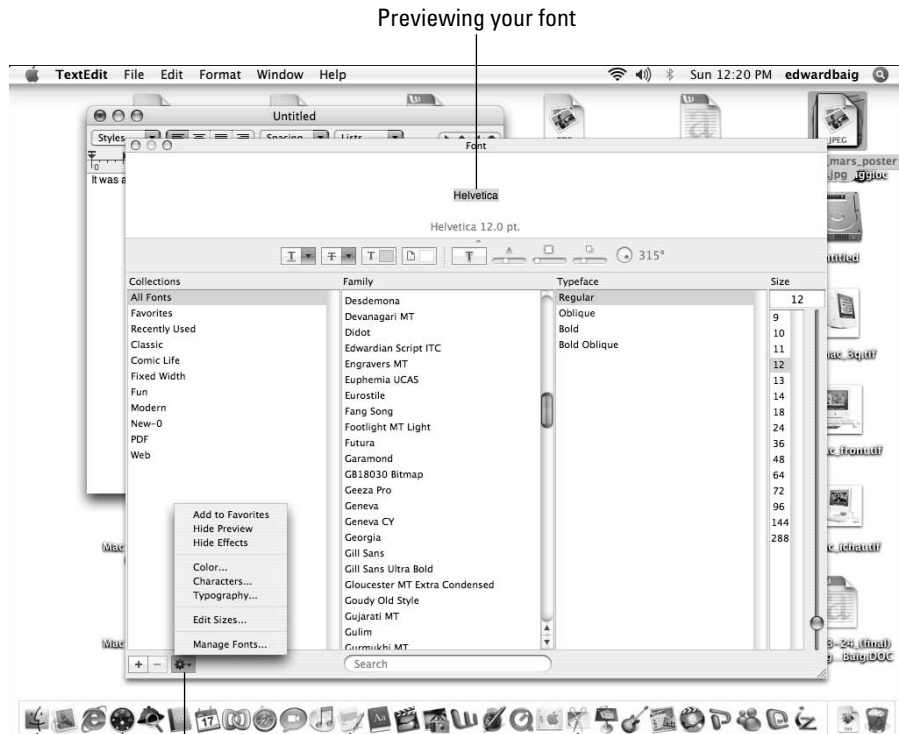 Previewing your font
TextEdit File Edit Format Window Help Sun 12:20 PM edwardbaig
Untitled
Styles Spacing Lists
Font
0
It was a
Helvetica
Helvetica 12.0 pt.
T T T 315°
Collections Family Typeface Size
All Fonts
Favorites
Recently Used
Classic
Comic Life
Fixed Width
Fun
Modern
New-0
PDF
Web
Desdemona
Devanagari MT
Didot
Edwardian Script ITC
Engravers MT
Euphemia UCAS
Eurostile
Fang Song
Footlight MT Light
Futura
Garamond
GB18030 Bitmap
Geeza Pro
Geneva
Geneva CY
Georgia
Gill Sans
Gill Sans Ultra Bold
Gloucester MT Extra Condensed
Goudy Old Style
Gujarati MT
Gulim
Gurmukhi MT
Regular
Oblique
Bold
Bold Oblique
12
9
10
11
12
13
14
18
24
36
48
64
72
96
144
288
Add to Favorites
Hide Preview
Hide Effects
Color...
Characters...
Typography...
Edit Sizes...
Manage Fonts...
Search
JPEG
mars_poster
.jpg
Mac
Mac
17